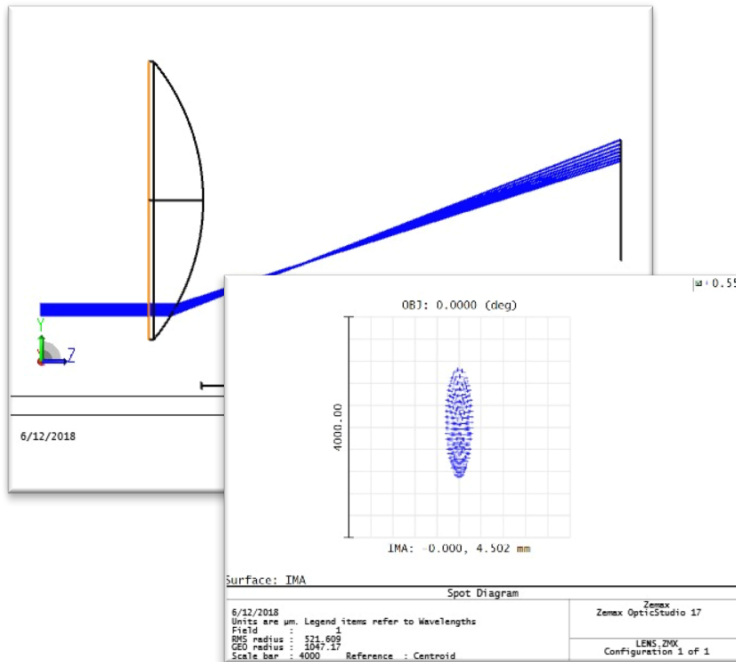 Y
Z
6/12/2018
0.55
OBJ: 0.0000 (deg)
4000.00
IMA: -0.000, 4.502 mm
Surface: IMA
Spot Diagram
6/12/2018
Units are µm. Legend items refer to Wavelengths
Field : 1
RMS radius : 521.609
GEO radius : 1047.17
Scale bar : 4000 Reference : Centroid
Zemax
Zemax OpticStudio 17
LENS.ZMX
Configuration 1 of 1